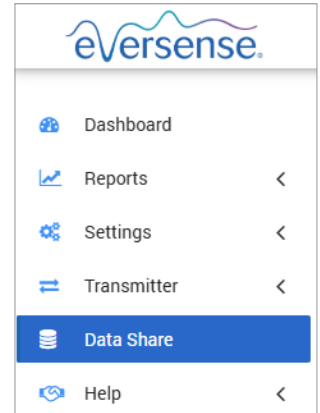 eversense®
Dashboard
Reports
Settings
Transmitter
Data Share
Help